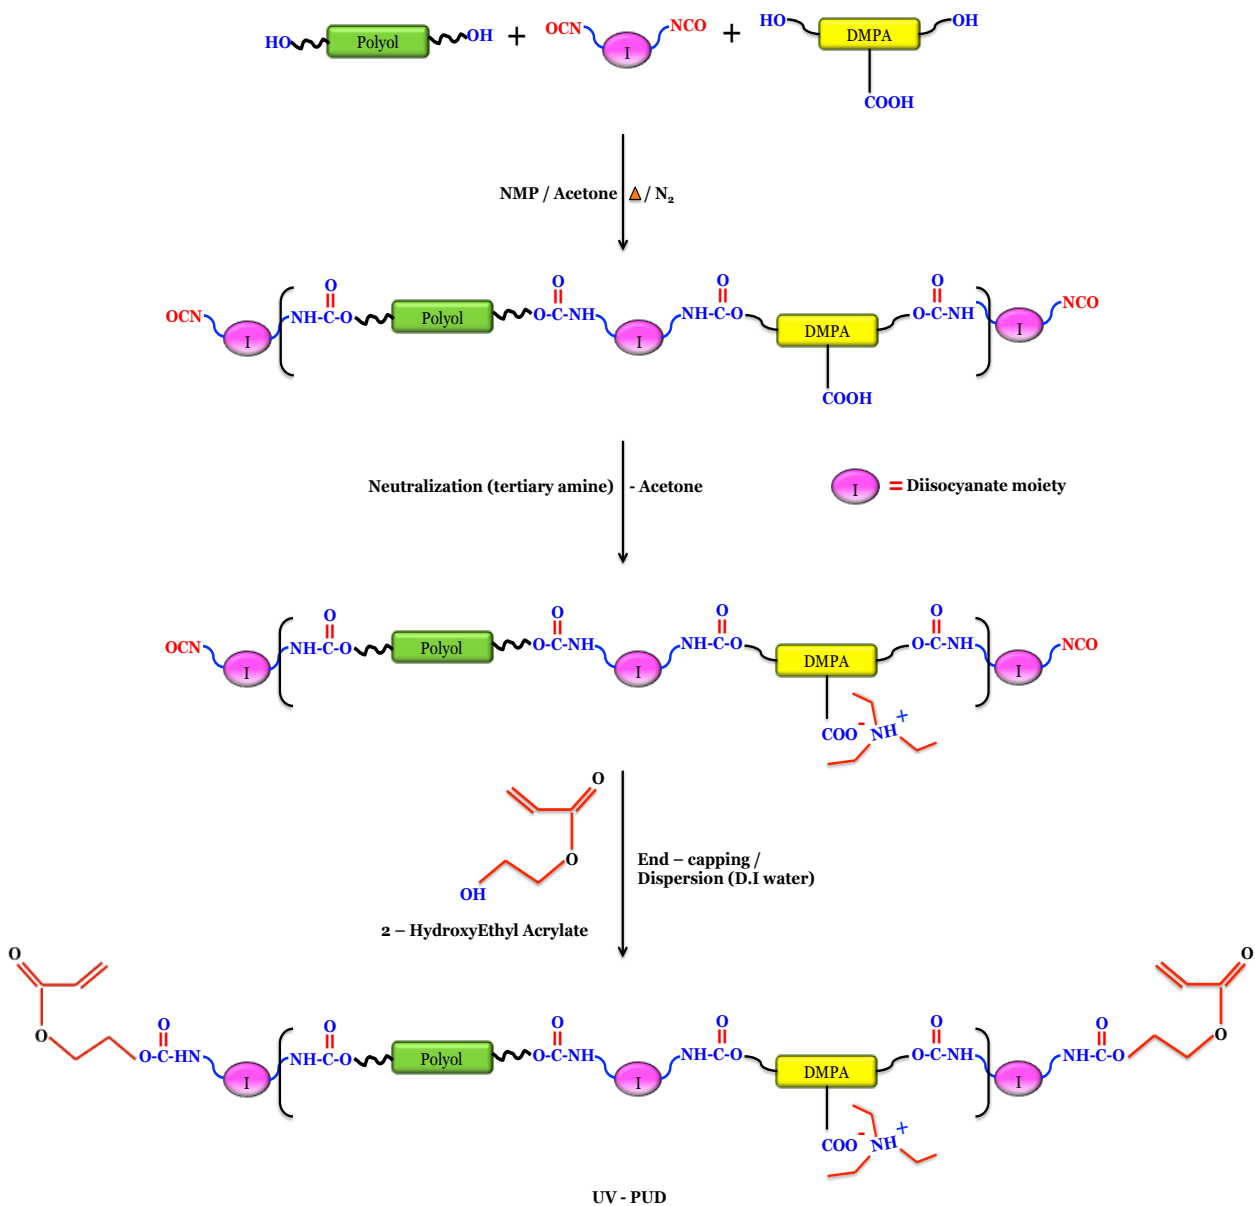 HO Polyol OH + OCN I NCO + HO DMPA OH
COOH
NMP / Acetone Δ / N₂
O O O O
OCN I NH-C-O Polyol O-C-NH I NH-C-O DMPA O-C-NH I NCO
COOH
Neutralization (tertiary amine) - Acetone
I = Diisocyanate moiety
O O O O
OCN I NH-C-O Polyol O-C-NH I NH-C-O DMPA O-C-NH I NCO
COO - NH +
O
O
OH
2 – HydroxyEthyl Acrylate
End – capping /
Dispersion (D.I water)
O O
O O O O O O O O
O-C-HN I NH-C-O Polyol O-C-NH I NH-C-O DMPA O-C-NH I NH-C-O
COO - NH +
UV - PUD